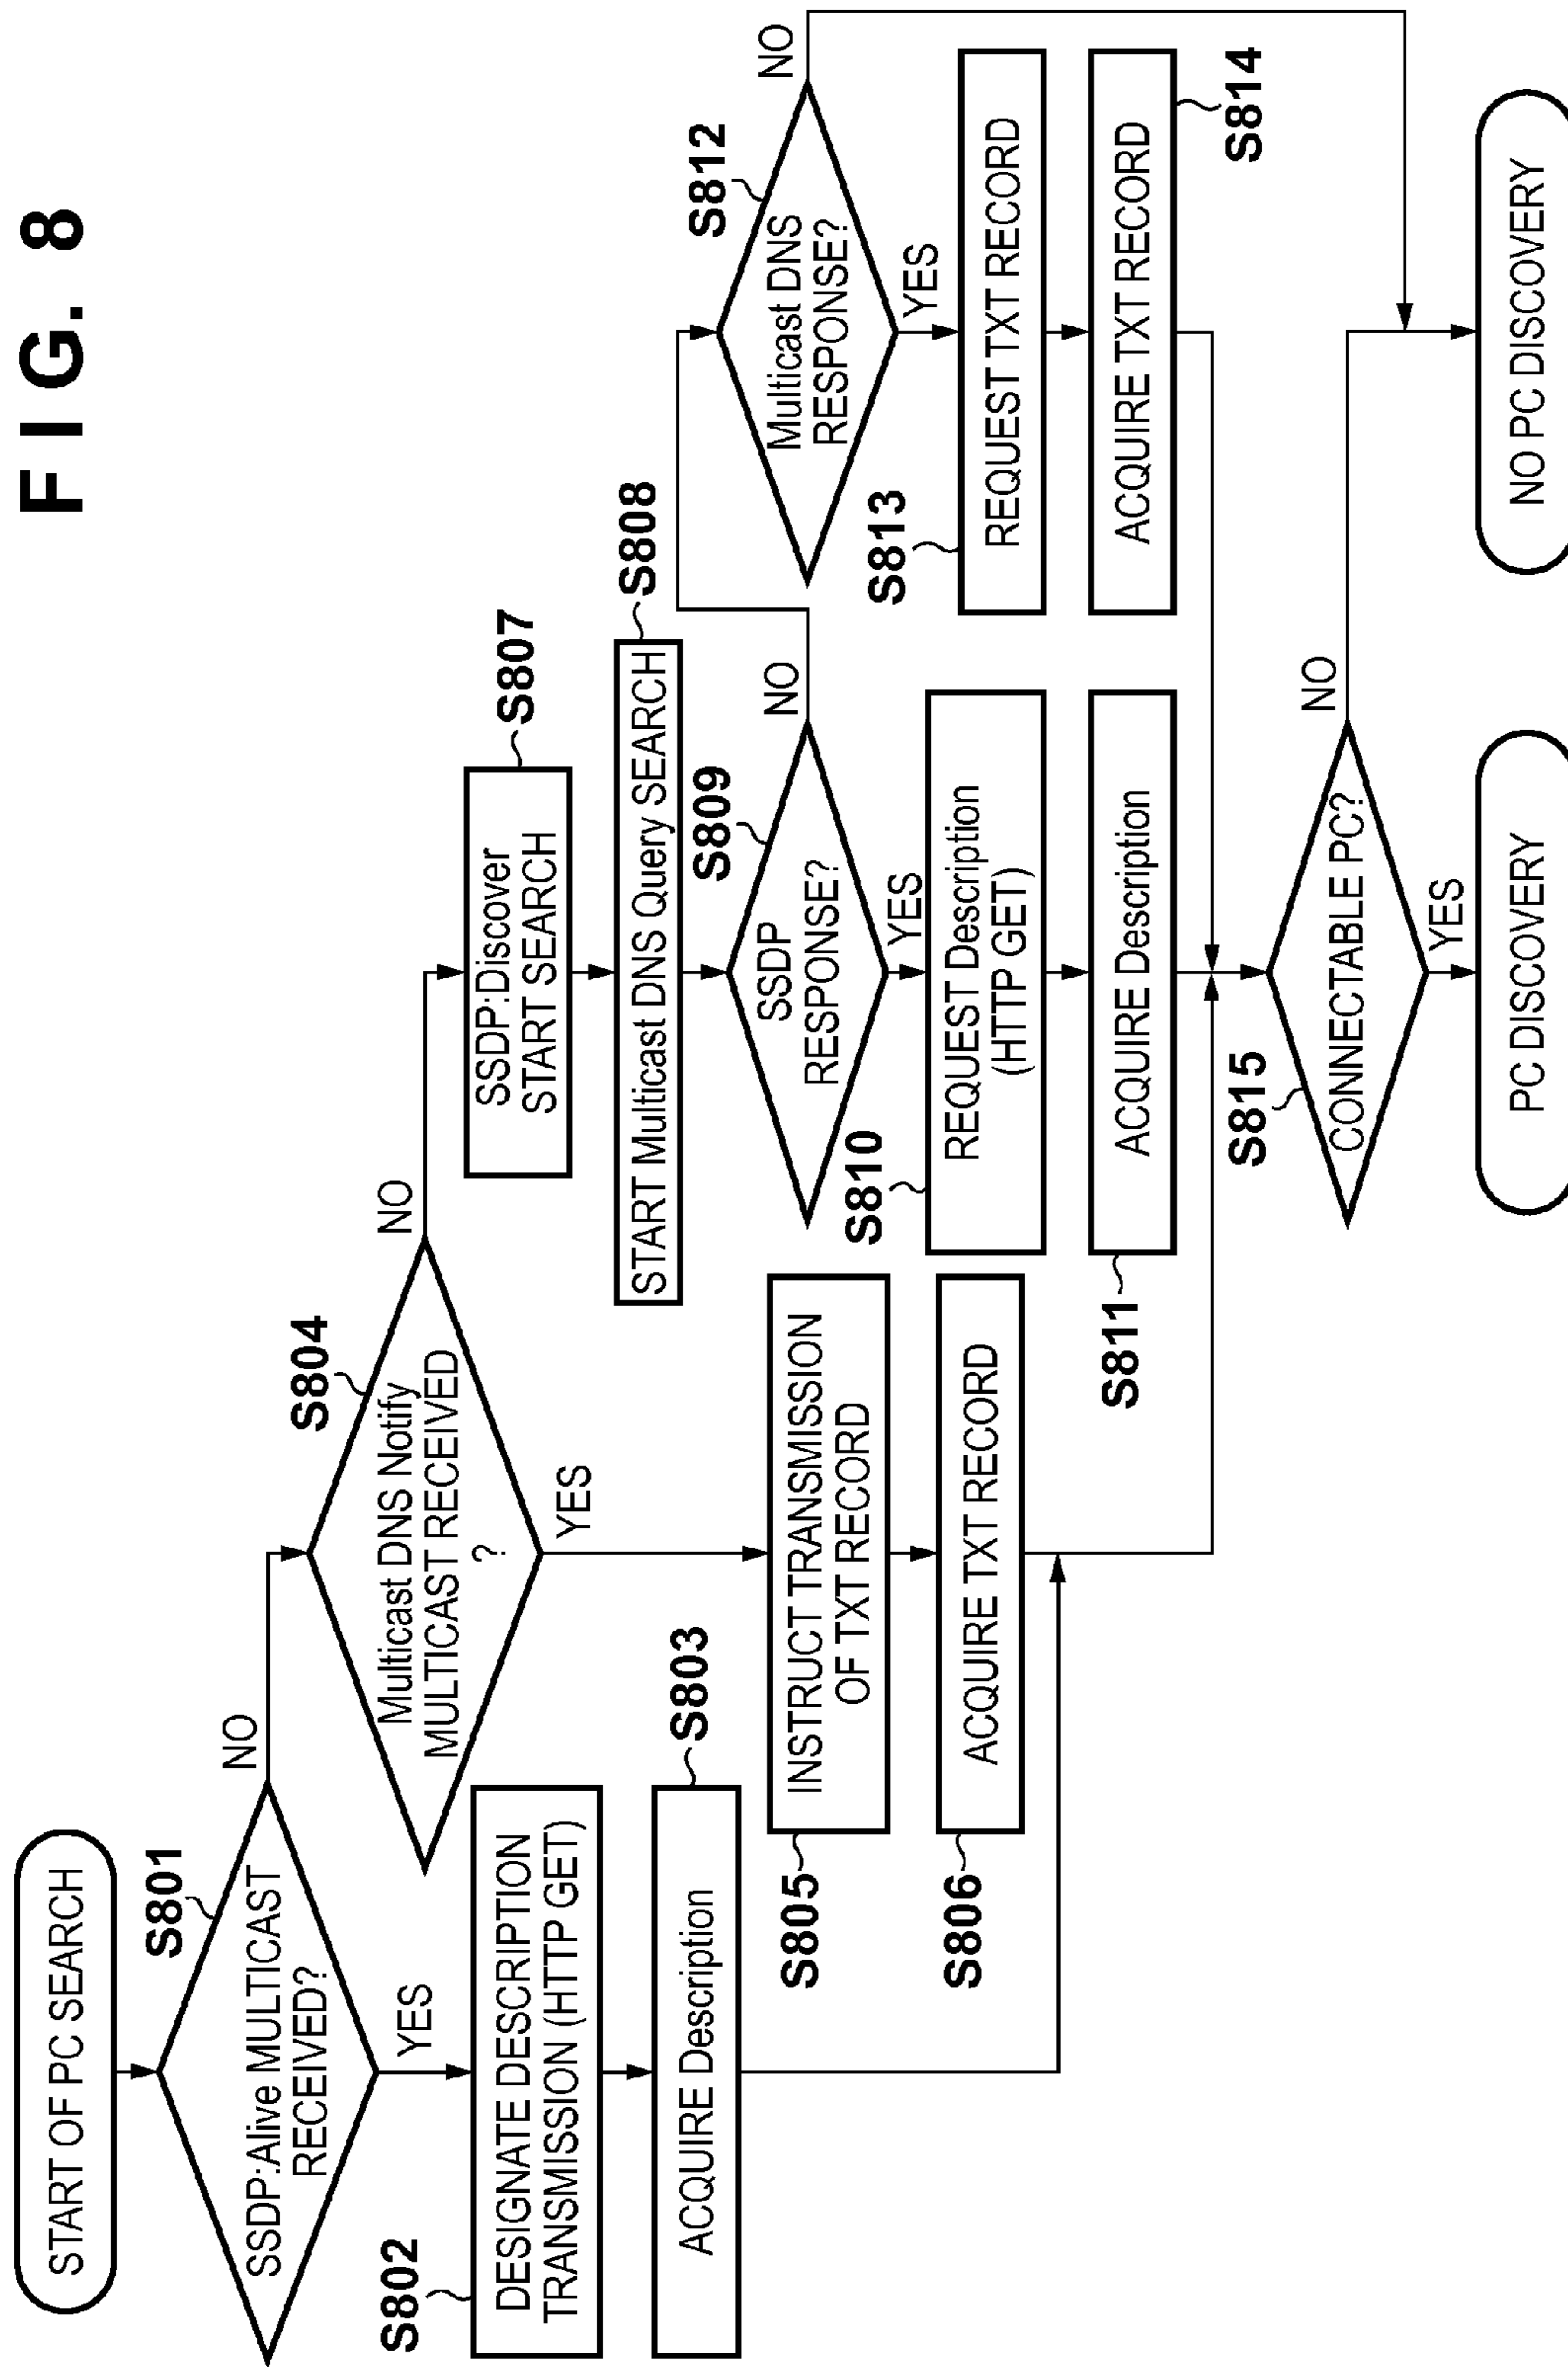 FIG. 8
START OF PC SEARCH
S801
SSDP:Alive MULTICAST
RECEIVED?
NO
YES
S802
DESIGNATE DESCRIPTION
TRANSMISSION (HTTP GET)
S803
ACQUIRE Description
S804
Multicast DNS Notify
MULTICAST RECEIVED
?
NO
YES
S805
INSTRUCT TRANSMISSION
OF TXT RECORD
S806
ACQUIRE TXT RECORD
S807
SSDP:Discover
START SEARCH
S808
START Multicast DNS Query SEARCH
S809
SSDP
RESPONSE?
NO
YES
S810
REQUEST Description
(HTTP GET)
S811
ACQUIRE Description
S812
Multicast DNS
RESPONSE?
NO
YES
S813
REQUEST TXT RECORD
S814
ACQUIRE TXT RECORD
S815
CONNECTABLE PC?
NO
YES
PC DISCOVERY
NO PC DISCOVERY